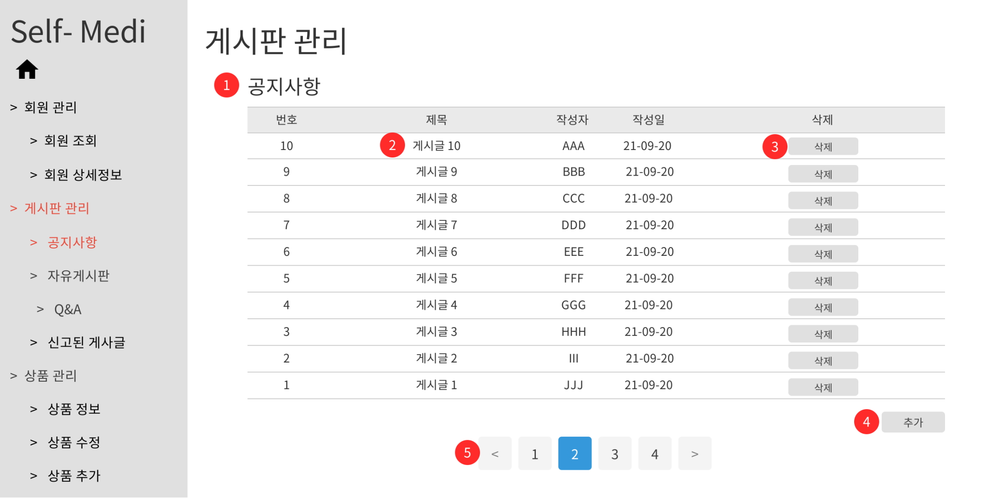 Self- Medi
> 회원 관리
> 회원 조회
> 회원 상세정보
> 게시판 관리
> 공지사항
> 자유게시판
> Q&A
> 신고된 게사글
> 상품 관리
> 상품 정보
> 상품 수정
> 상품 추가
게시판 관리
1 공지사항
번호 제목 작성자 작성일 삭제
10 2 게시글 10 AAA 21-09-20 3 삭제
9 게시글 9 BBB 21-09-20 삭제
8 게시글 8 CCC 21-09-20 삭제
7 게시글 7 DDD 21-09-20 삭제
6 게시글 6 EEE 21-09-20 삭제
5 게시글 5 FFF 21-09-20 삭제
4 게시글 4 GGG 21-09-20 삭제
3 게시글 3 HHH 21-09-20 삭제
2 게시글 2 III 21-09-20 삭제
1 게시글 1 JJJ 21-09-20 삭제
4 추가
5 < 1 2 3 4 >